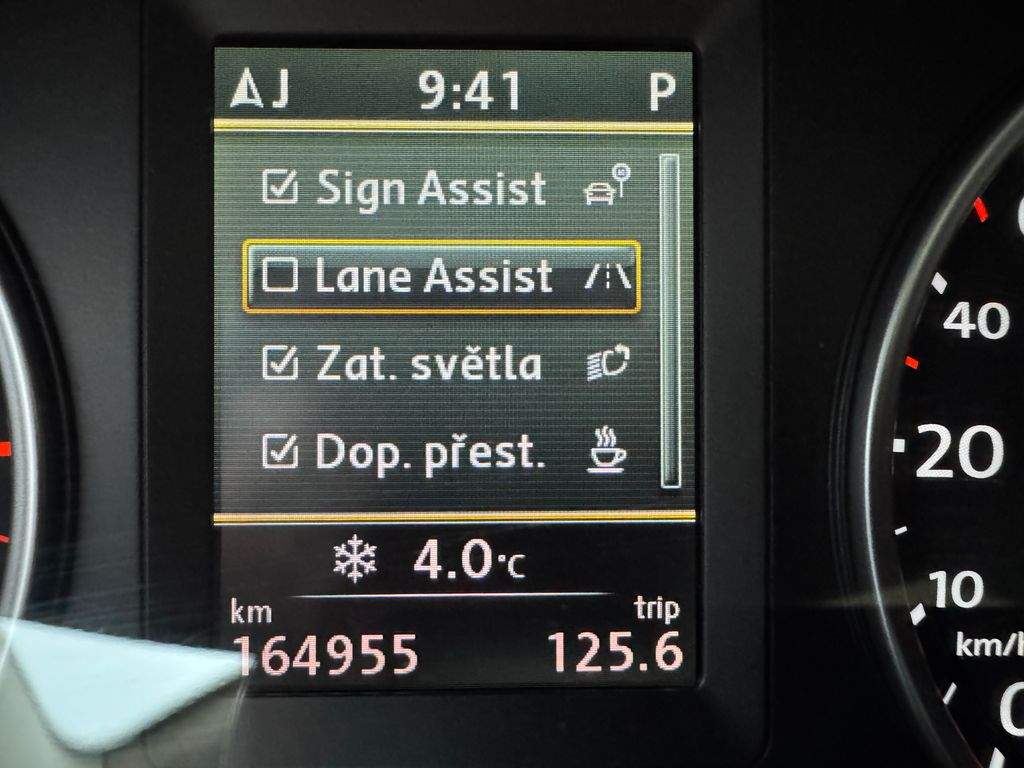 J 9:41 P
Sign Assist
Lane Assist
Zat. světla
Dop. přest.
4.0°C
km trip
164955 125.6
40
20
10
km/h
0